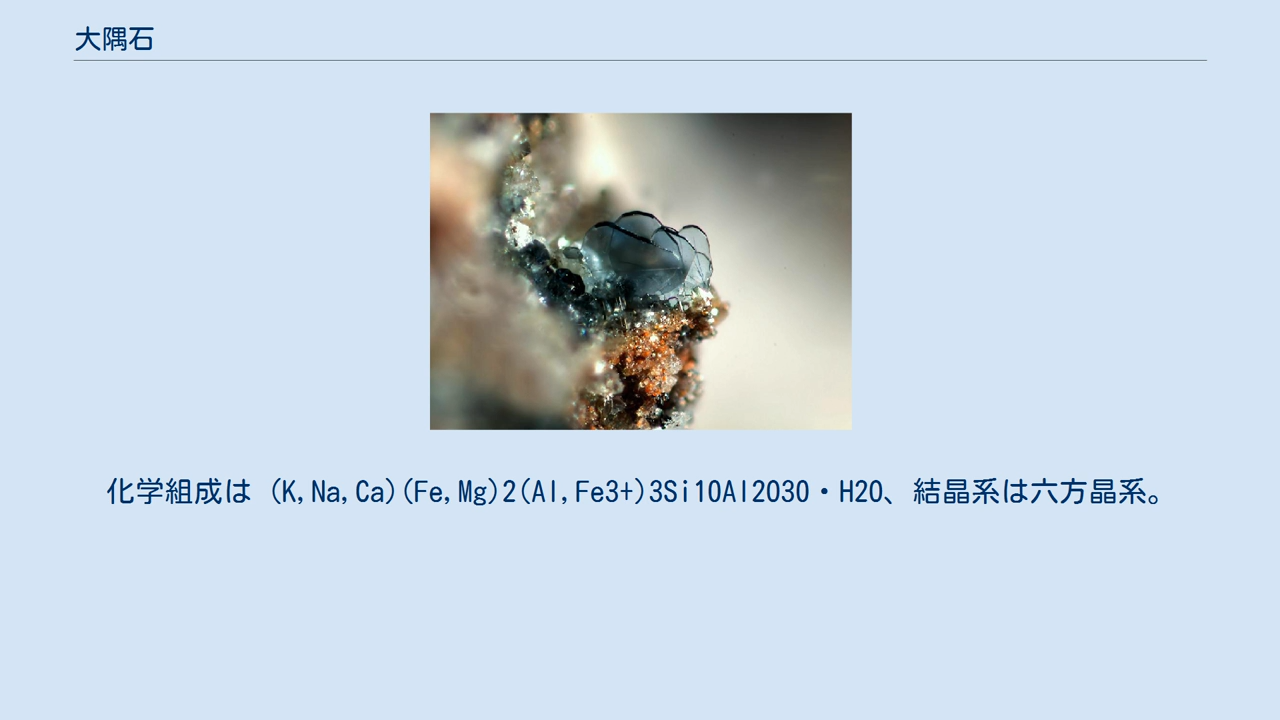 大隅石
化学組成は (K,Na,Ca)(Fe,Mg)2(Al,Fe3+)3Si10Al2O30・H2O、結晶系は六方晶系。